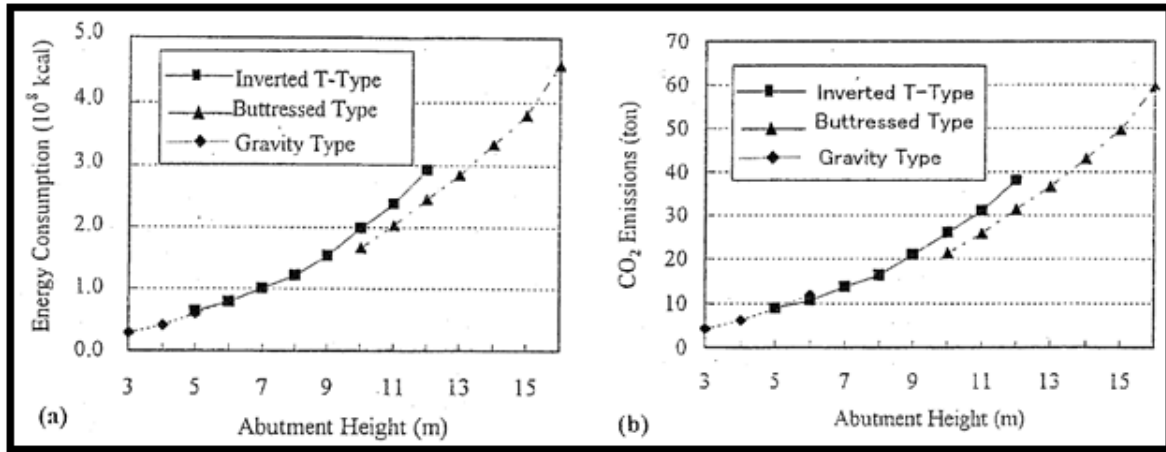 5.0
4.0
3.0
2.0
1.0
0.0
Energy Consumption (10⁸ kcal)
Inverted T-Type
Buttressed Type
Gravity Type
3 5 7 9 11 13 15
(a)
Abutment Height (m)
70
60
50
40
30
20
10
0
CO₂ Emissions (ton)
Inverted T-Type
Buttressed Type
Gravity Type
3 5 7 9 11 13 15
(b)
Abutment Height (m)